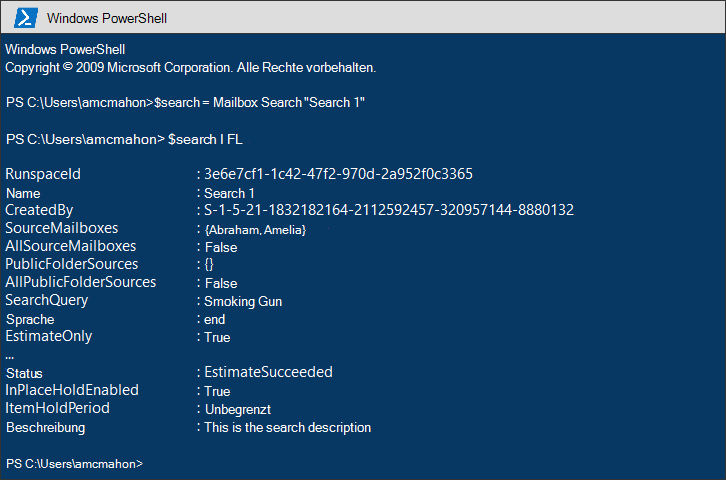 Windows PowerShell
Windows PowerShell
Copyright © 2009 Microsoft Corporation. Alle Rechte vorbehalten.
PS C:\Users\amcmahon>$search = Mailbox Search "Search 1"
PS C:\Users\amcmahon> $search I FL
RunspaceId : 3e6e7cf1-1c42-47f2-970d-2a952f0c3365
Name : Search 1
CreatedBy : S-1-5-21-1832182164-2112592457-320957144-8880132
SourceMailboxes : {Abraham, Amelia}
AllSourceMailboxes : False
PublicFolderSources : {}
AllPublicFolderSources : False
SearchQuery : Smoking Gun
Sprache : end
EstimateOnly : True
...
Status : EstimateSucceeded
InPlaceHoldEnabled : True
ItemHoldPeriod : Unbegrenzt
Beschreibung : This is the search description
PS C:\Users\amcmahon>